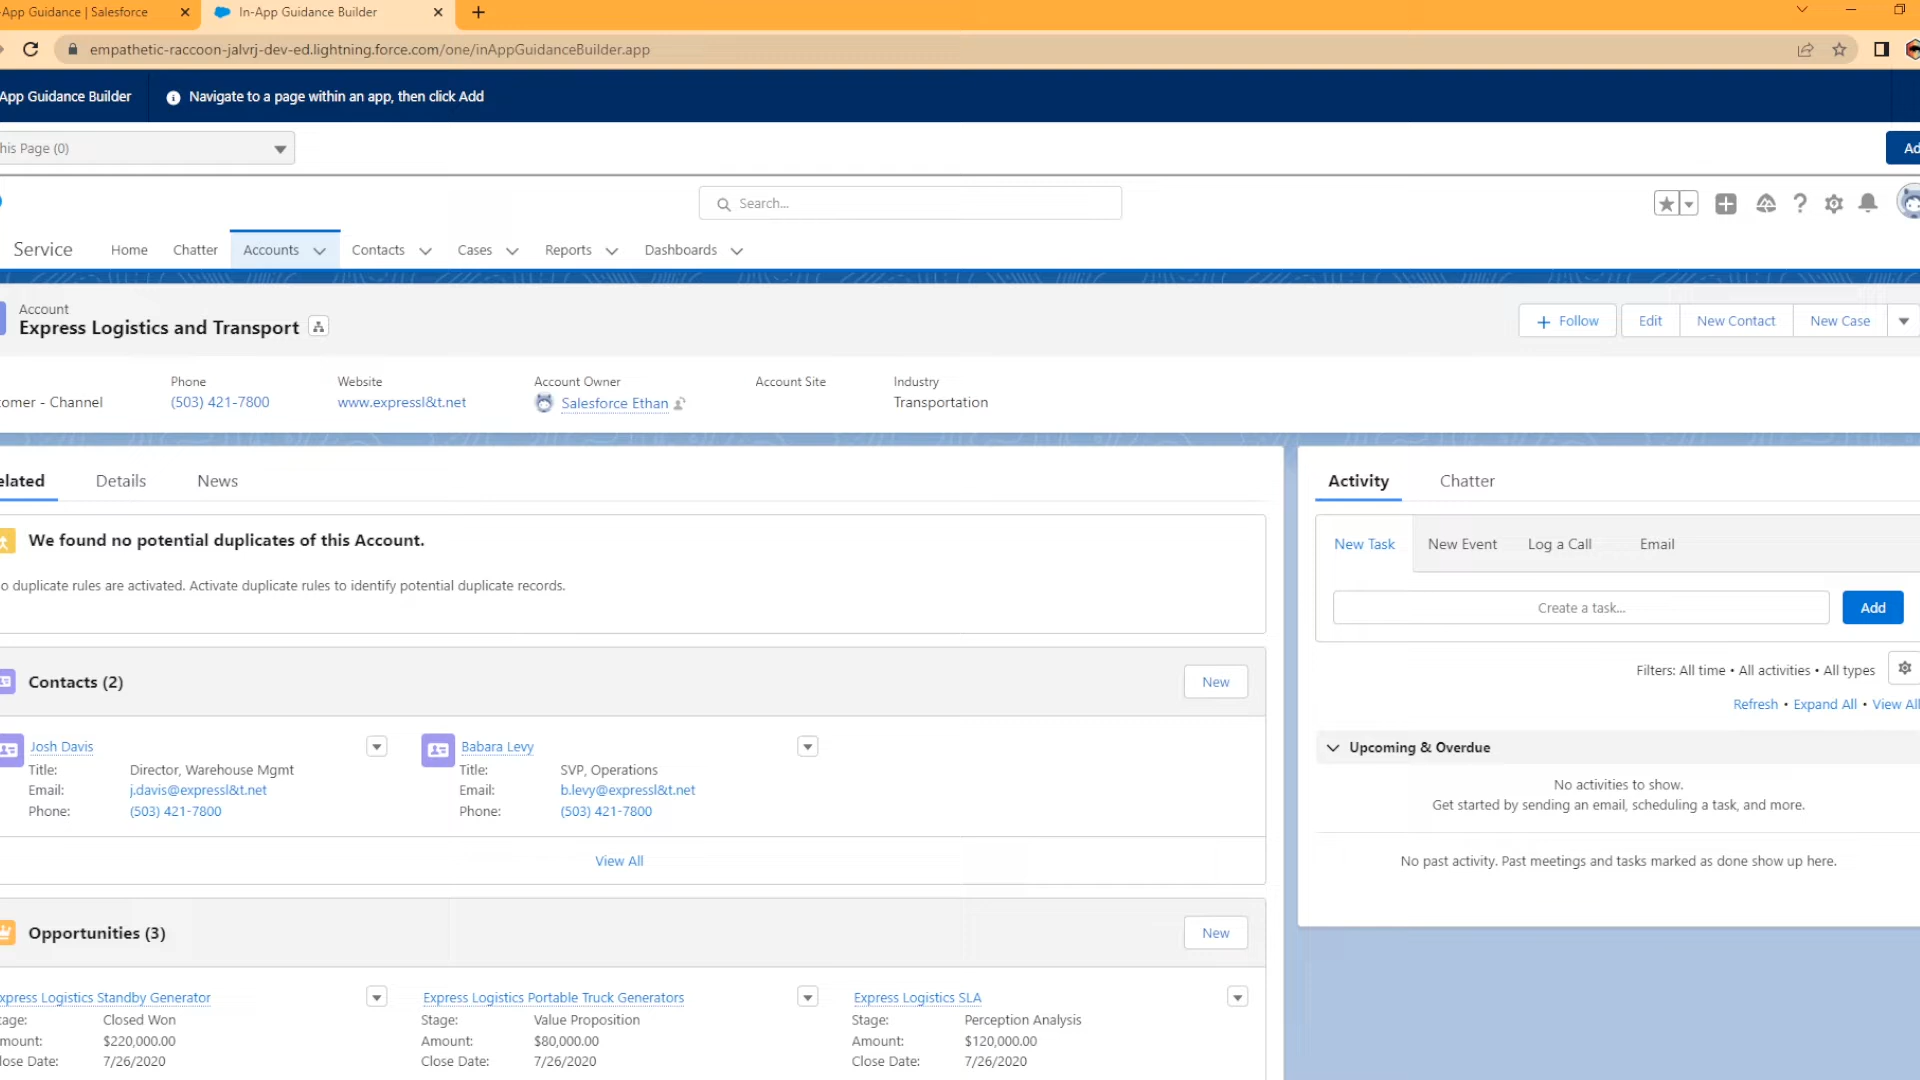 App Guidance | Salesforce
In-App Guidance Builder
empathetic-raccoon-jalvrj-dev-ed.lightning.force.com/one/inAppGuidanceBuilder.app
App Guidance Builder
Navigate to a page within an app, then click Add
his Page (0)
Ad
Search...
Service
Home
Chatter
Accounts
Contacts
Cases
Reports
Dashboards
Account
Express Logistics and Transport
Follow
Edit
New Contact
New Case
Phone
Website
Account Owner
Account Site
Industry
omer - Channel
(503) 421-7800
www.expressl&t.net
Salesforce Ethan
Transportation
elated
Details
News
Activity
Chatter
We found no potential duplicates of this Account.
o duplicate rules are activated. Activate duplicate rules to identify potential duplicate records.
New Task
New Event
Log a Call
Email
Create a task...
Add
Filters: All time • All activities • All types
Refresh • Expand All • View All
Contacts (2)
New
Josh Davis
Title: Director, Warehouse Mgmt
Email: j.davis@expressl&t.net
Phone: (503) 421-7800
Babara Levy
Title: SVP, Operations
Email: b.levy@expressl&t.net
Phone: (503) 421-7800
View All
Upcoming & Overdue
No activities to show.
Get started by sending an email, scheduling a task, and more.
No past activity. Past meetings and tasks marked as done show up here.
Opportunities (3)
New
xpress Logistics Standby Generator
tage: Closed Won
mount: $220,000.00
lose Date: 7/26/2020
Express Logistics Portable Truck Generators
Stage: Value Proposition
Amount: $80,000.00
Close Date: 7/26/2020
Express Logistics SLA
Stage: Perception Analysis
Amount: $120,000.00
Close Date: 7/26/2020